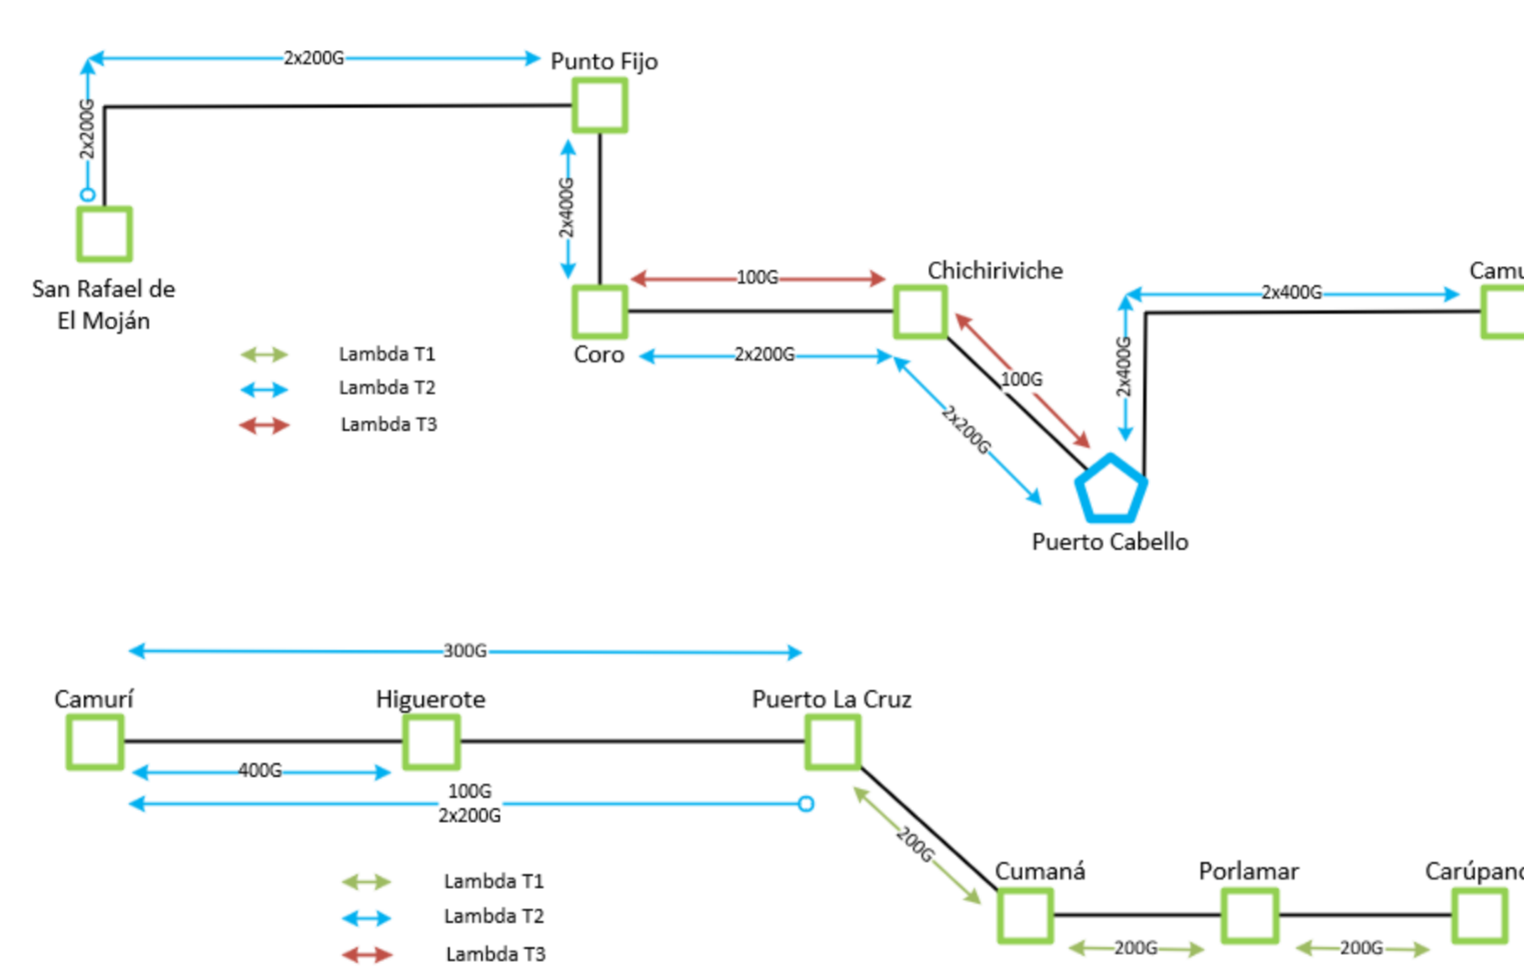 2x200G
Punto Fijo
2x200G
2x400G
San Rafael de
El Moján
100G
Chichiriviche
Camu
2x400G
Coro
2x200G
2x400G
100G
2x200G
Lambda T1
Lambda T2
Lambda T3
Puerto Cabello
300G
Camurí
Higuerote
Puerto La Cruz
400G
100G
2x200G
200G
Cumaná
Porlamar
Carúpano
Lambda T1
Lambda T2
Lambda T3
200G
200G